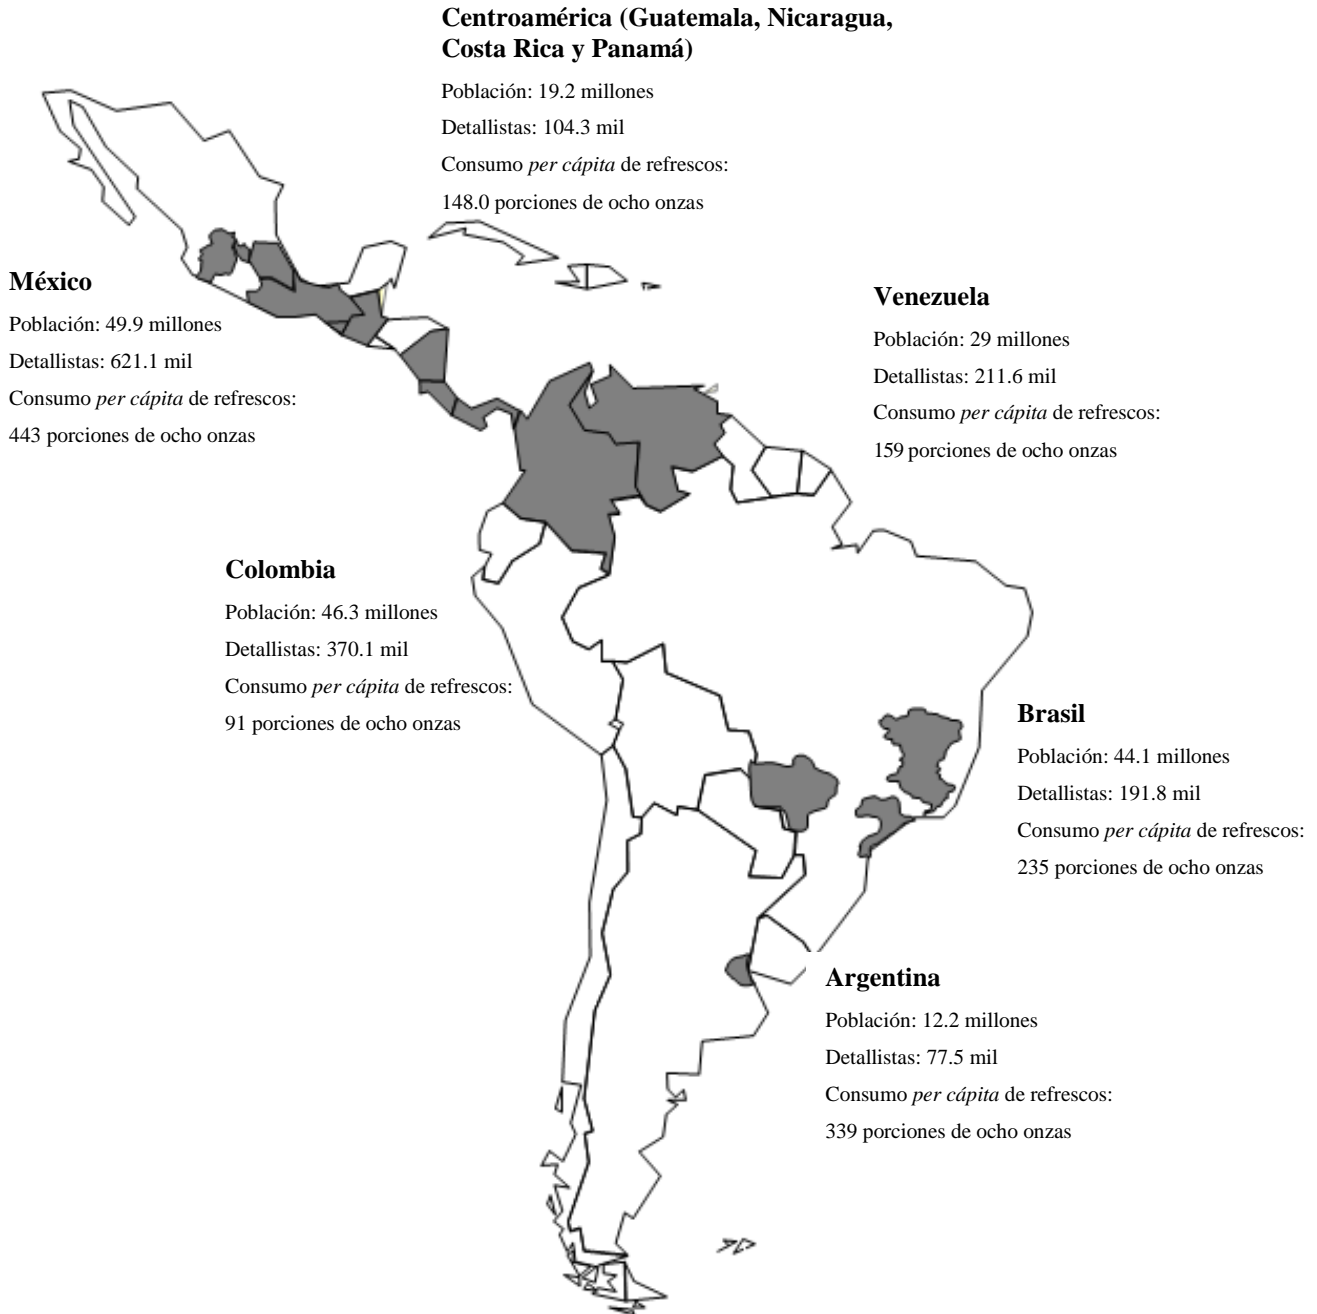 Centroamérica (Guatemala, Nicaragua,
Costa Rica y Panamá)
Población: 19.2 millones
Detallistas: 104.3 mil
Consumo per cápita de refrescos:
148.0 porciones de ocho onzas
México
Población: 49.9 millones
Detallistas: 621.1 mil
Consumo per cápita de refrescos:
443 porciones de ocho onzas
Venezuela
Población: 29 millones
Detallistas: 211.6 mil
Consumo per cápita de refrescos:
159 porciones de ocho onzas
Colombia
Población: 46.3 millones
Detallistas: 370.1 mil
Consumo per cápita de refrescos:
91 porciones de ocho onzas
Brasil
Población: 44.1 millones
Detallistas: 191.8 mil
Consumo per cápita de refrescos:
235 porciones de ocho onzas
Argentina
Población: 12.2 millones
Detallistas: 77.5 mil
Consumo per cápita de refrescos:
339 porciones de ocho onzas